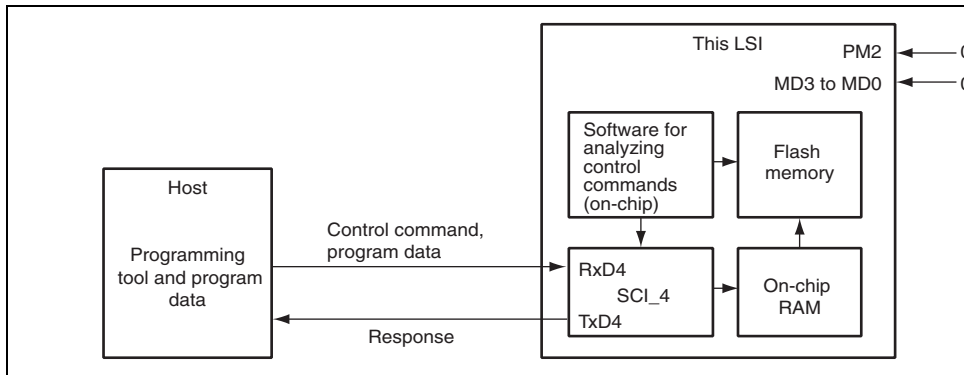 This LSI
PM2
MD3 to MD0
Software for
analyzing
control
commands
(on-chip)
Flash
memory
Host
Programming
tool and program
data
Control command,
program data
RxD4
SCI_4
TxD4
On-chip
RAM
Response